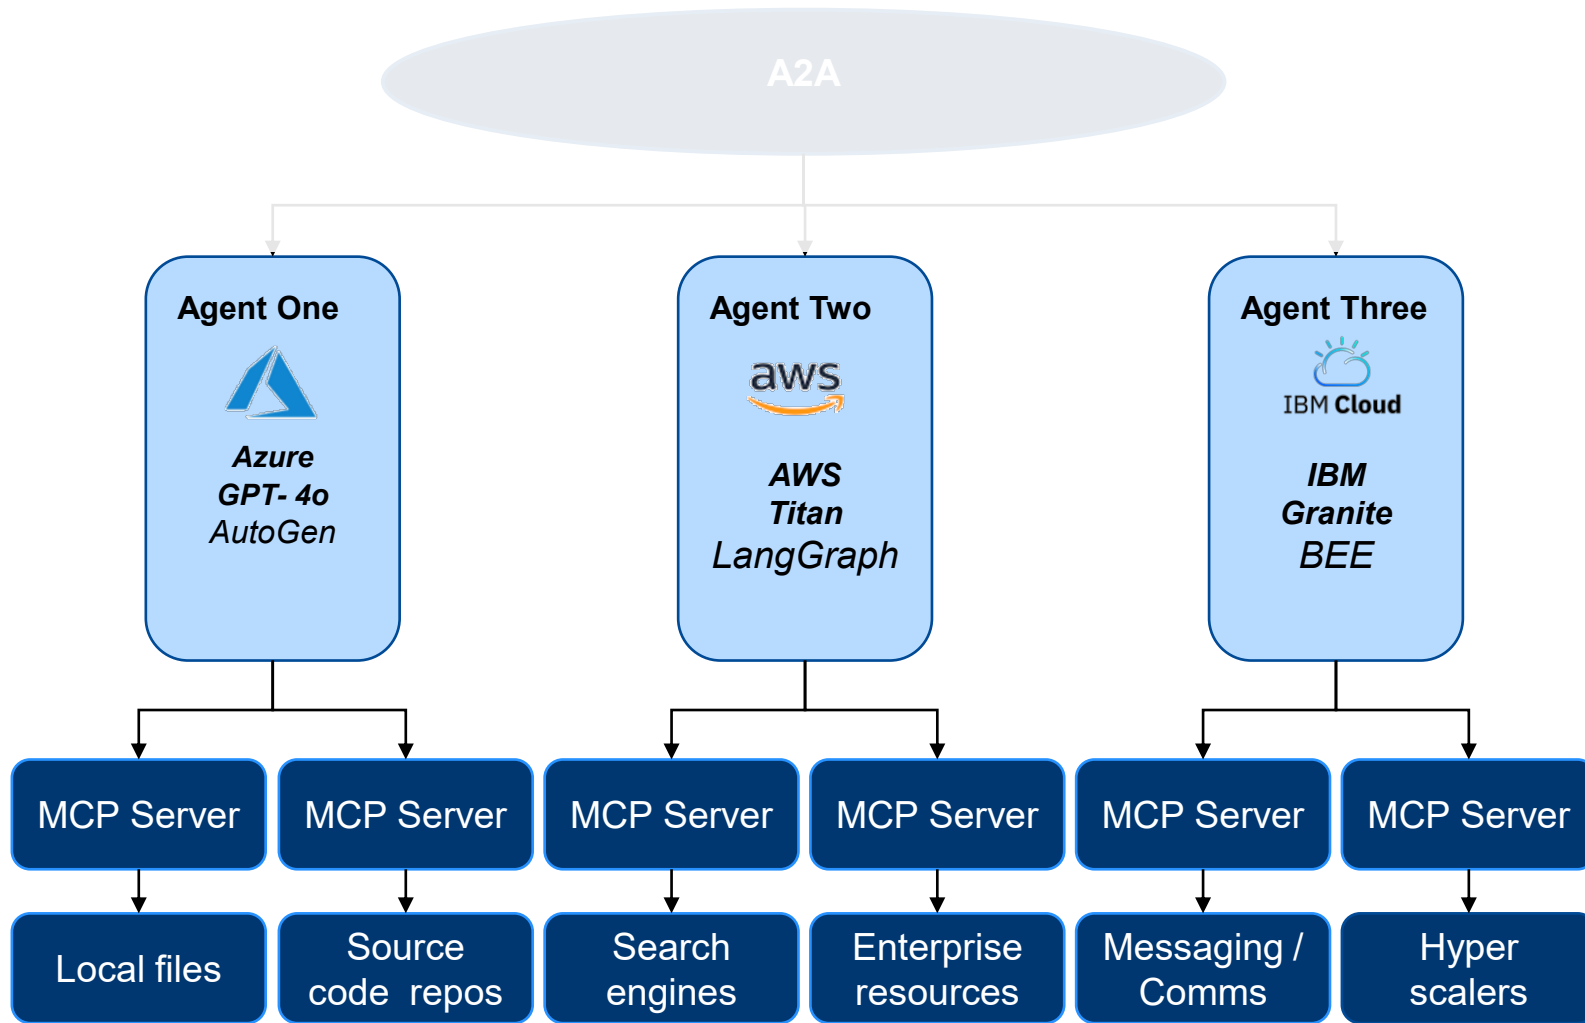 A2A
Agent One
Azure
GPT- 4o
AutoGen
Agent Two
aws
AWS
Titan
LangGraph
Agent Three
IBM Cloud
IBM
Granite
BEE
MCP Server
MCP Server
MCP Server
MCP Server
MCP Server
MCP Server
Local files
Source
code repos
Search
engines
Enterprise
resources
Messaging /
Comms
Hyper
scalers